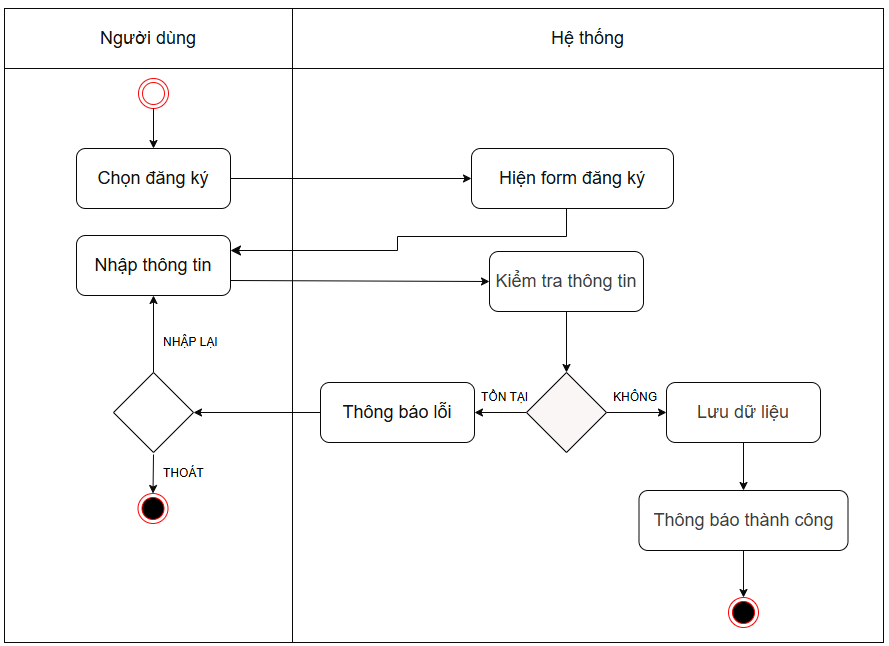 Người dùng
Hệ thống
Chọn đăng ký
Hiện form đăng ký
Nhập thông tin
Kiểm tra thông tin
NHẬP LẠI
TỒN TẠI
KHÔNG
Thông báo lỗi
Lưu dữ liệu
THOÁT
Thông báo thành công